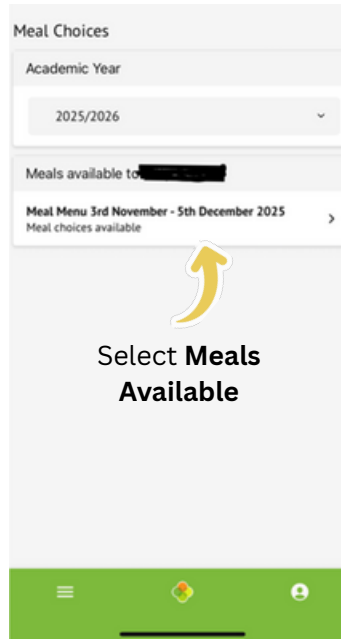 Meal Choices
Academic Year
2025/2026
Meals available to
Meal Menu 3rd November - 5th December 2025
Meal choices available
Select Meals
Available